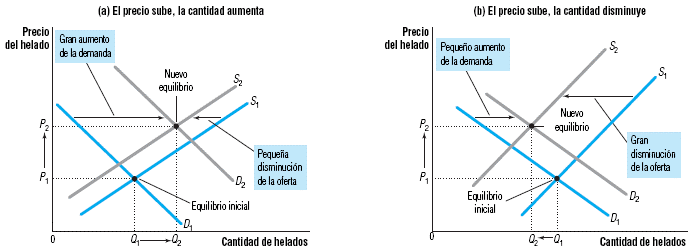 (a) El precio sube, la cantidad aumenta
Precio
del helado
Gran aumento
de la demanda
Nuevo
equilibrio
S2
S1
P2
P1
Pequeña
disminución
de la oferta
D2
Equilibrio inicial
D1
0
Q1
Q2
Cantidad de helados
(b) El precio sube, la cantidad disminuye
Precio
del helado
Pequeño aumento
de la demanda
S2
S1
Nuevo
equilibrio
P2
P1
Gran
disminución
de la oferta
D2
Equilibrio
inicial
D1
0
Q2
Q1
Cantidad de helados